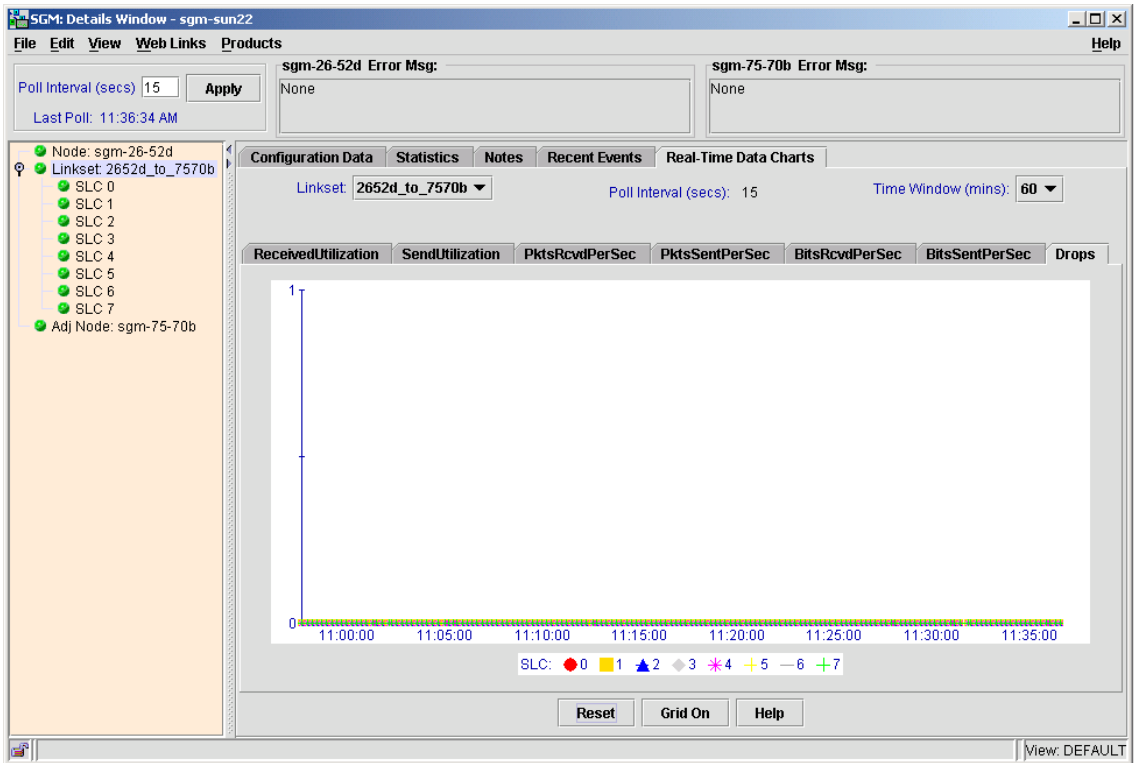 SGM: Details Window - sgm-sun22
File Edit View Web Links Products Help
Poll Interval (secs) 15 Apply
Last Poll: 11:36:34 AM
sgm-26-52d Error Msg:
None
sgm-75-70b Error Msg:
None
Node: sgm-26-52d
Linkset: 2652d_to_7570b
SLC 0
SLC 1
SLC 2
SLC 3
SLC 4
SLC 5
SLC 6
SLC 7
Adj Node: sgm-75-70b
Configuration Data Statistics Notes Recent Events Real-Time Data Charts
Linkset: 2652d_to_7570b Poll Interval (secs): 15 Time Window (mins): 60
ReceivedUtilization SendUtilization PktsRcvdPerSec PktsSentPerSec BitsRcvdPerSec BitsSentPerSec Drops
1
0
11:00:00 11:05:00 11:10:00 11:15:00 11:20:00 11:25:00 11:30:00 11:35:00
SLC: 0 1 2 3 4 5 6 7
Reset Grid On Help
View: DEFAULT